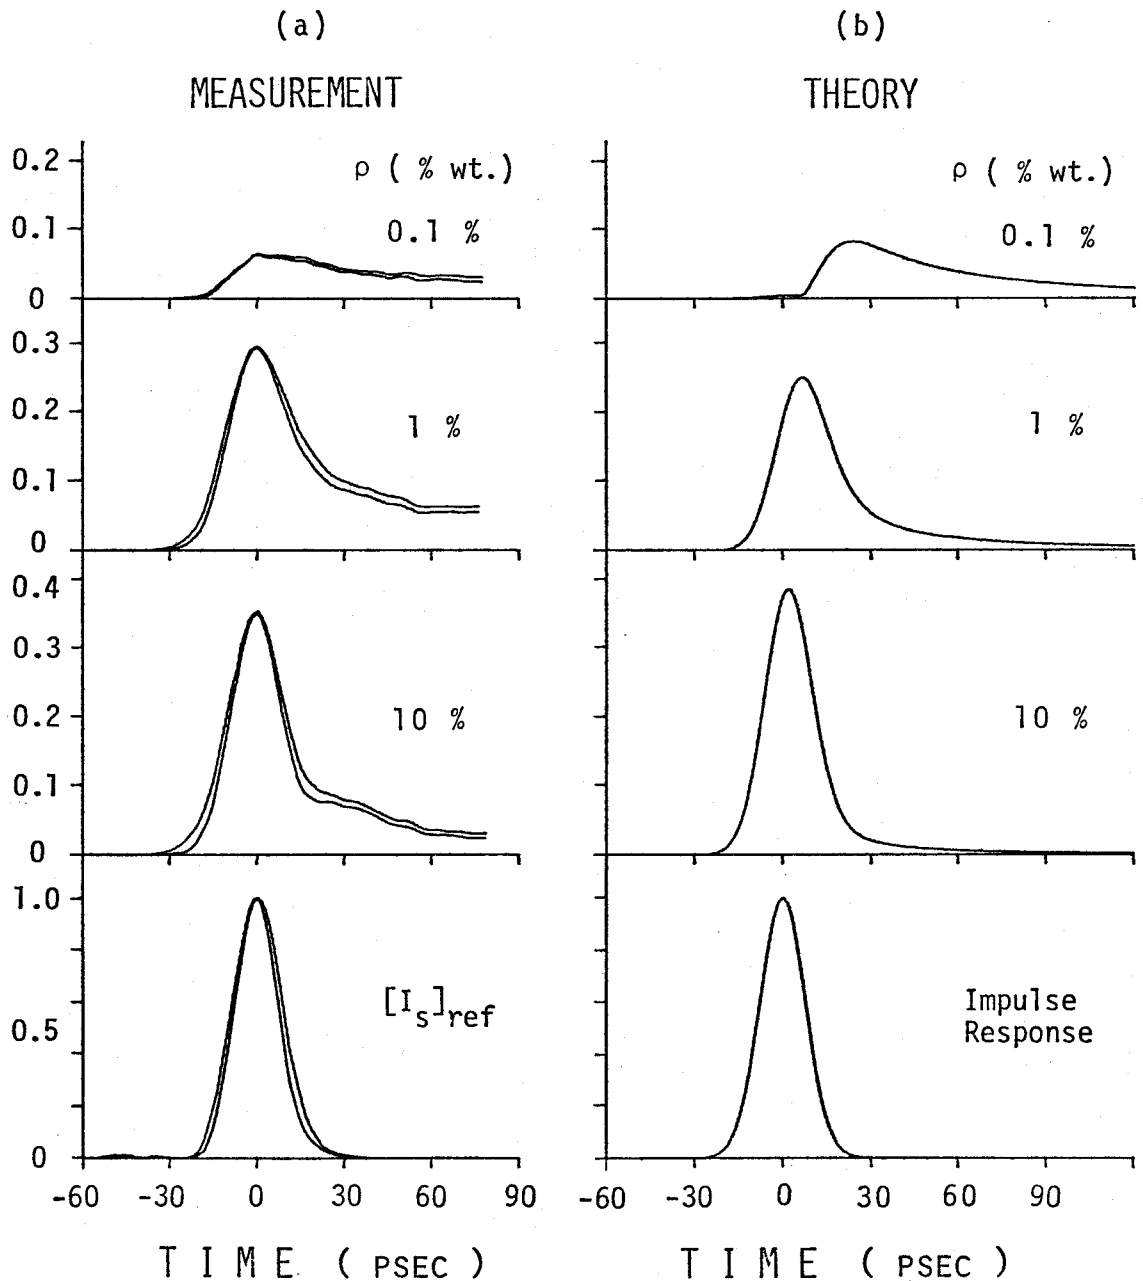 (a)
(b)
MEASUREMENT
THEORY
0.2
0.1
0
ρ ( % wt.)
0.1 %
ρ ( % wt.)
0.1 %
0.3
0.2
0.1
0
1 %
1 %
0.4
0.3
0.2
0.1
0
10 %
10 %
1.0
0.5
0
[Is]ref
Impulse
Response
-60 -30 0 30 60 90
-60 -30 0 30 60 90
TIME ( PSEC )
TIME ( PSEC )